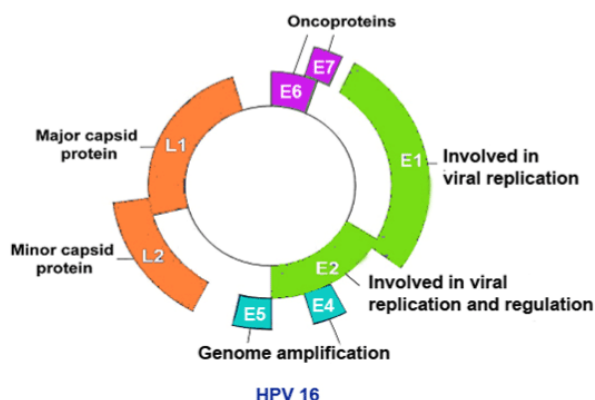 Oncoproteins
E7
E6
Major capsid
protein
L1
E1
Involved in
viral replication
Minor capsid
protein
L2
E2
Involved in viral
replication and regulation
E5
E4
Genome amplification
HPV 16